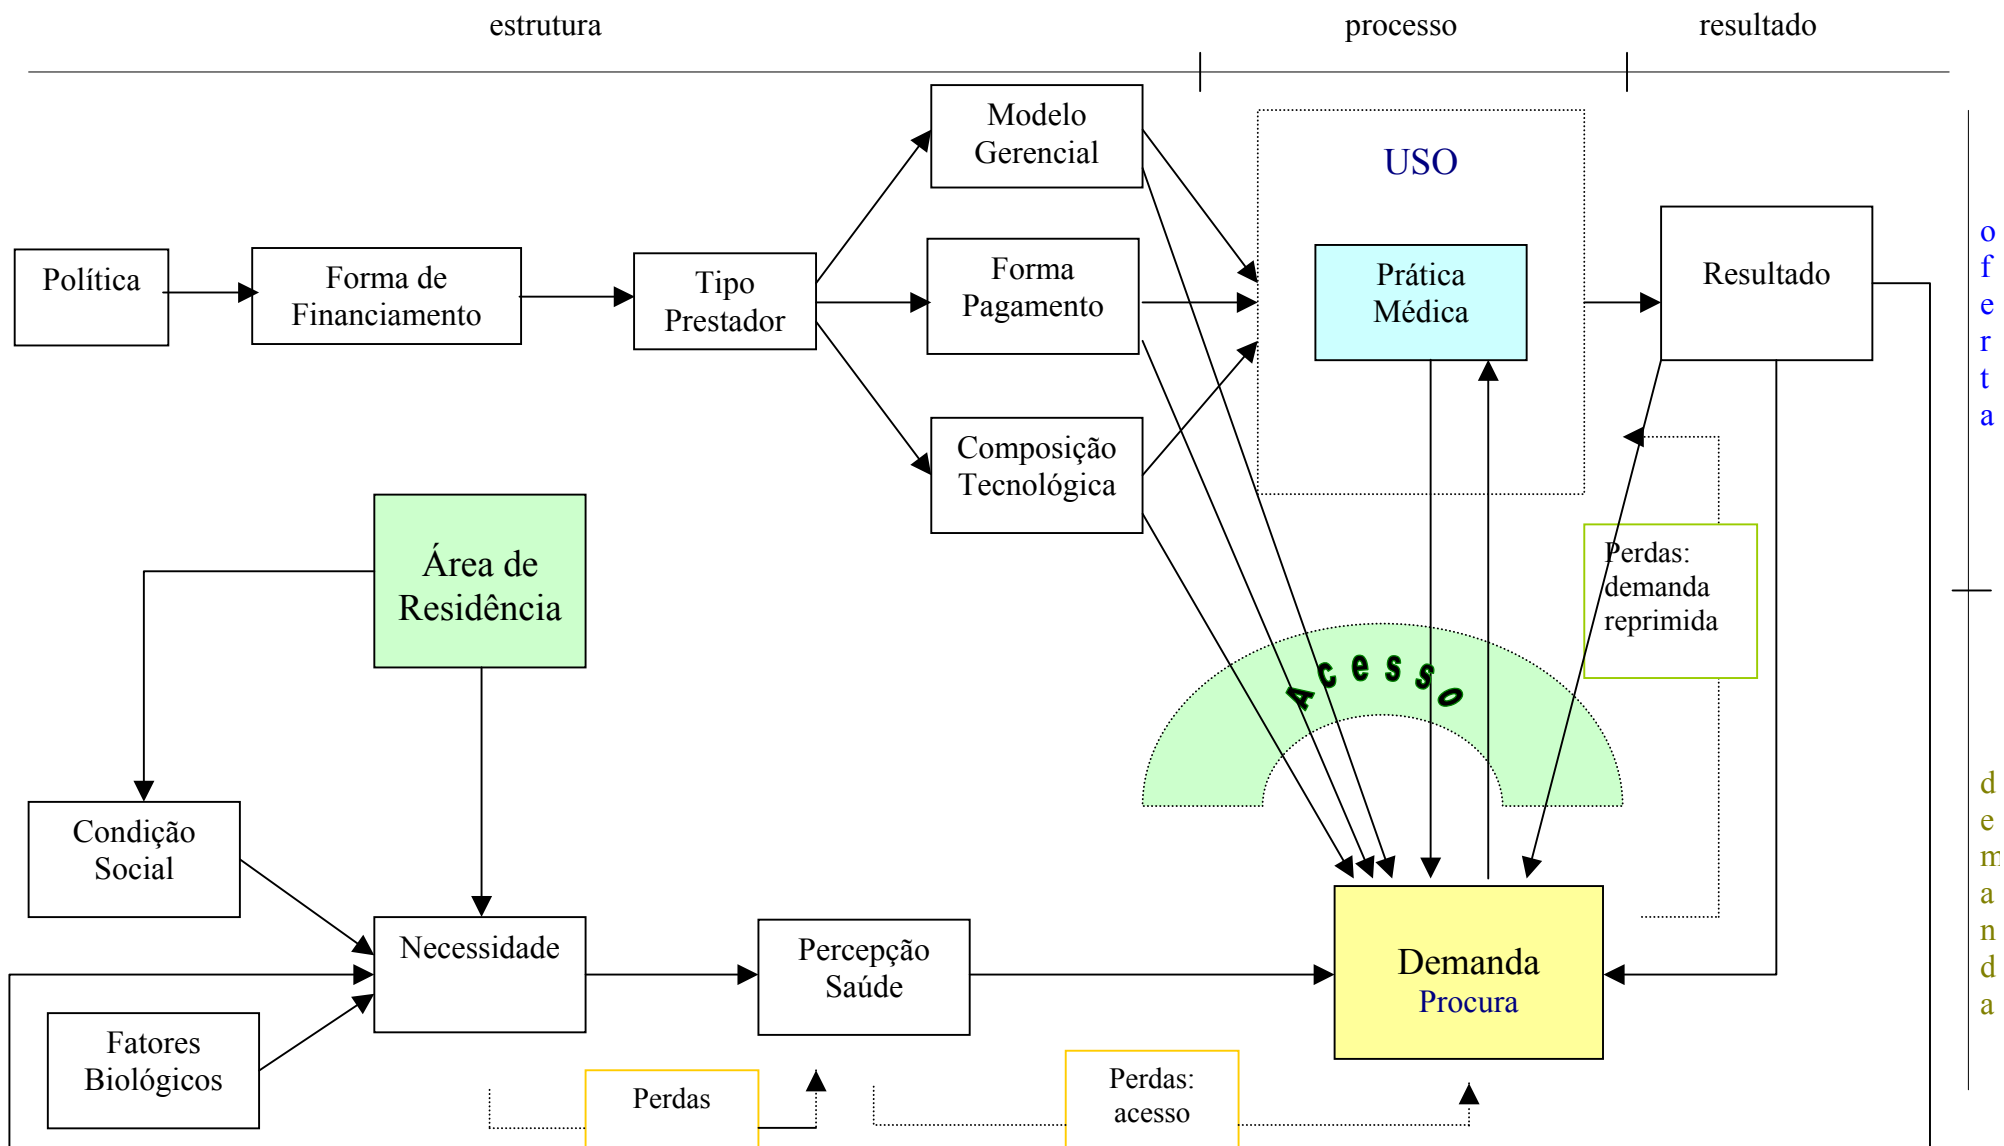 estrutura
processo
resultado
Modelo
Gerencial
USO
Política
Forma de
Financiamento
Tipo
Prestador
Forma
Pagamento
Prática
Médica
Resultado
oferta
Composição
Tecnológica
Área de
Residência
Perdas:
demanda
reprimida
Acesso
Condição
Social
demanda
Necessidade
Percepção
Saúde
Demanda
Procura
Fatores
Biológicos
Perdas
Perdas:
acesso